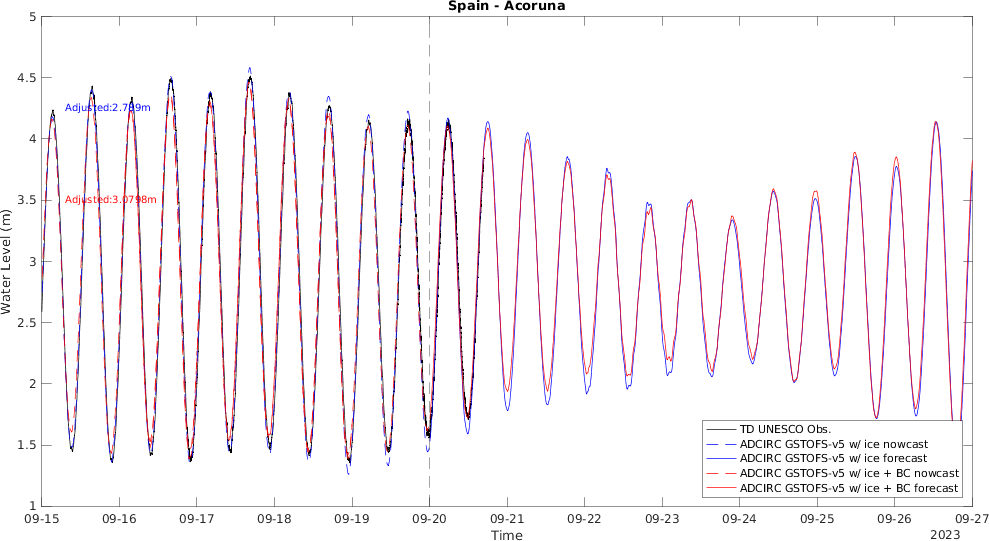 Spain - Acoruna
5
4.5
4
3.5
3
2.5
2
1.5
1
Water Level (m)
Adjusted:2.799m
Adjusted:3.0798m
TD UNESCO Obs.
ADCIRC GSTOFS-v5 w/ ice nowcast
ADCIRC GSTOFS-v5 w/ ice forecast
ADCIRC GSTOFS-v5 w/ ice + BC nowcast
ADCIRC GSTOFS-v5 w/ ice + BC forecast
09-15 09-16 09-17 09-18 09-19 09-20 09-21 09-22 09-23 09-24 09-25 09-26 09-27
Time
2023